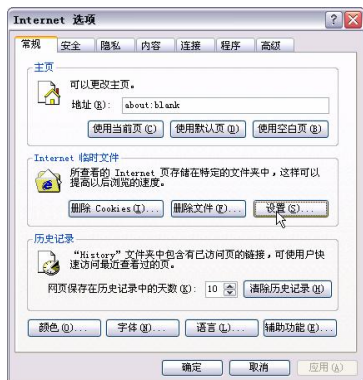 Internet 选项
常规 安全 隐私 内容 连接 程序 高级
主页
可以更改主页。
地址(R): about:blank
使用当前页(C) 使用默认页(D) 使用空白页(B)
Internet 临时文件
所查看的 Internet 页存储在特定的文件夹中，这样可以
提高以后浏览的速度。
删除 Cookies(I)... 删除文件(F)... 设置(S)...
历史记录
“History”文件夹中包含有已访问页的链接，可使用户快
速访问最近查看过的页。
网页保存在历史记录中的天数(K): 10 清除历史记录(H)
颜色(O)... 字体(N)... 语言(L)... 辅助功能(E)...
确定 取消 应用(A)